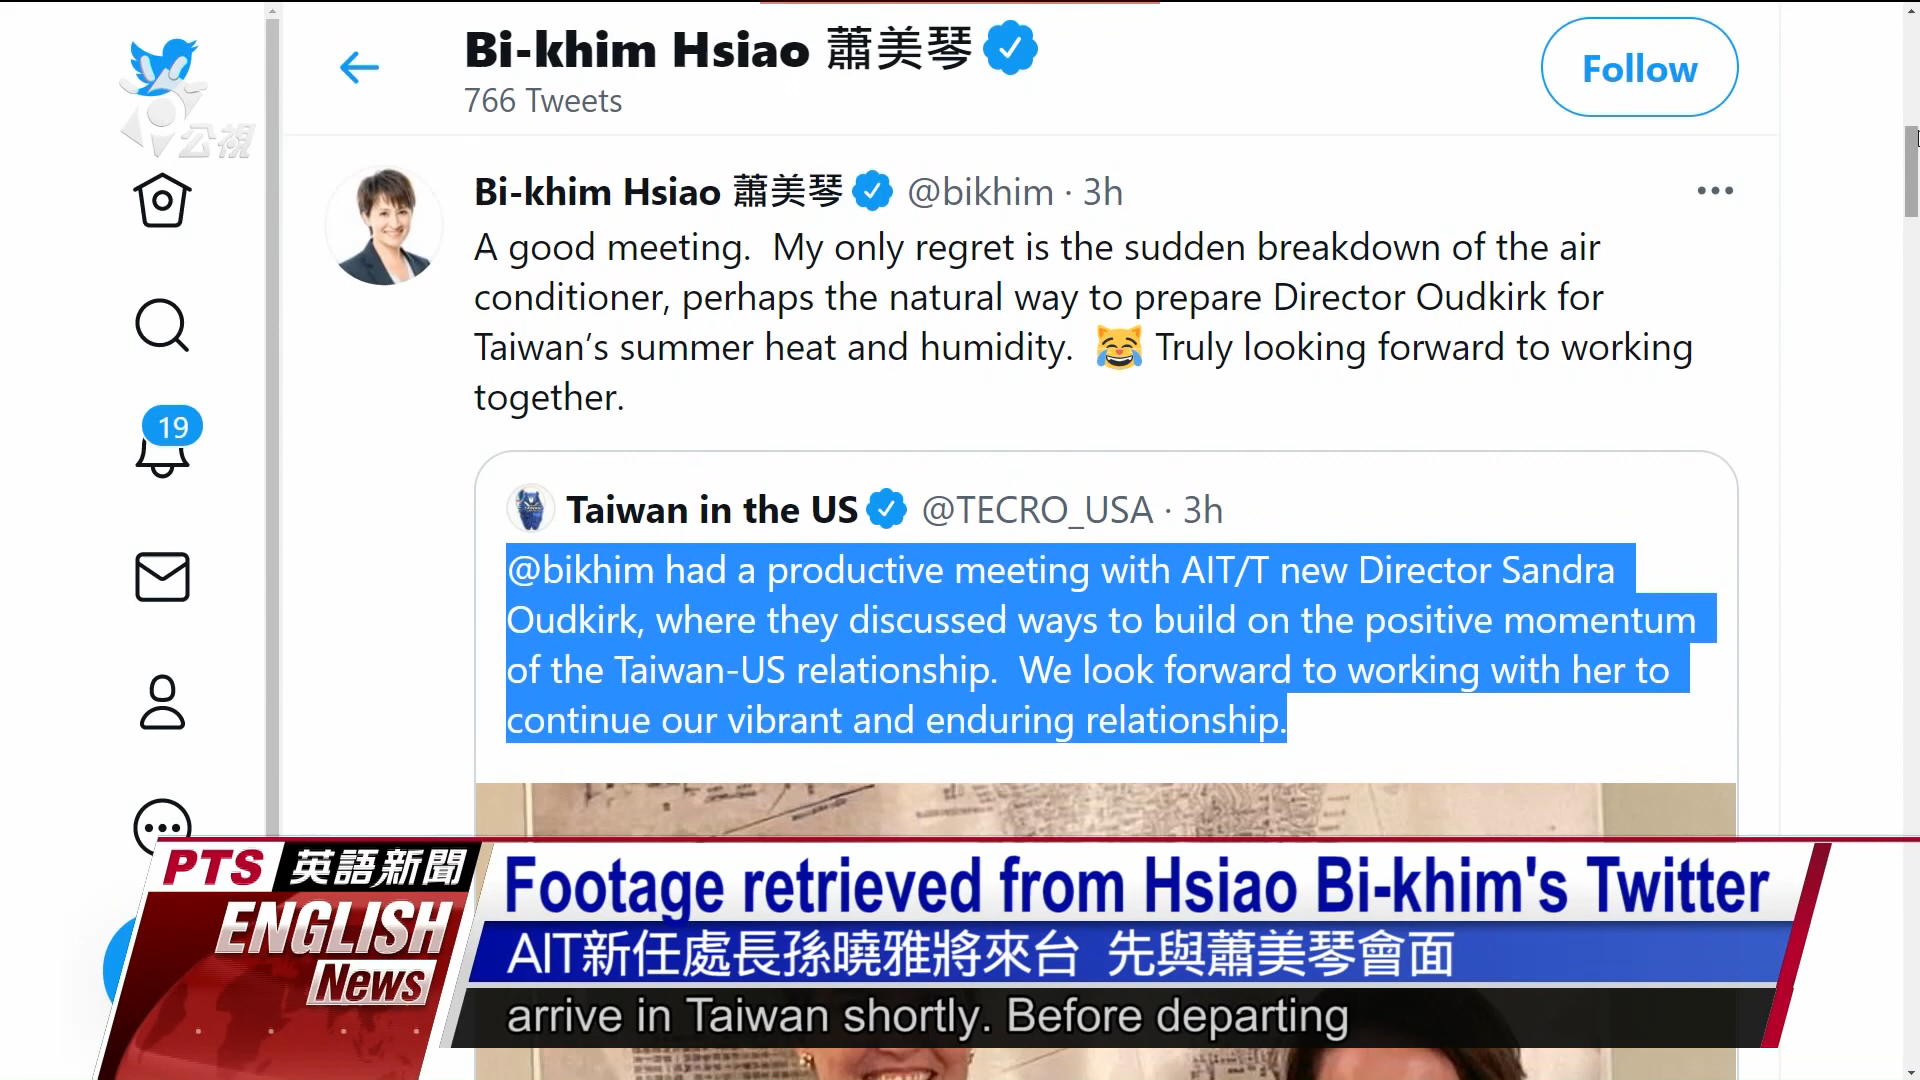 公視
Bi-khim Hsiao 蕭美琴
766 Tweets
Follow
Bi-khim Hsiao 蕭美琴 @bikhim · 3h
A good meeting.  My only regret is the sudden breakdown of the air
conditioner, perhaps the natural way to prepare Director Oudkirk for
Taiwan’s summer heat and humidity.  😹 Truly looking forward to working
together.
19
Taiwan in the US @TECRO_USA · 3h
@bikhim had a productive meeting with AIT/T new Director Sandra
Oudkirk, where they discussed ways to build on the positive momentum
of the Taiwan-US relationship.  We look forward to working with her to
continue our vibrant and enduring relationship.
PTS 英語新聞
ENGLISH
News
Footage retrieved from Hsiao Bi-khim's Twitter
AIT新任處長孫曉雅將來台 先與蕭美琴會面
arrive in Taiwan shortly. Before departing